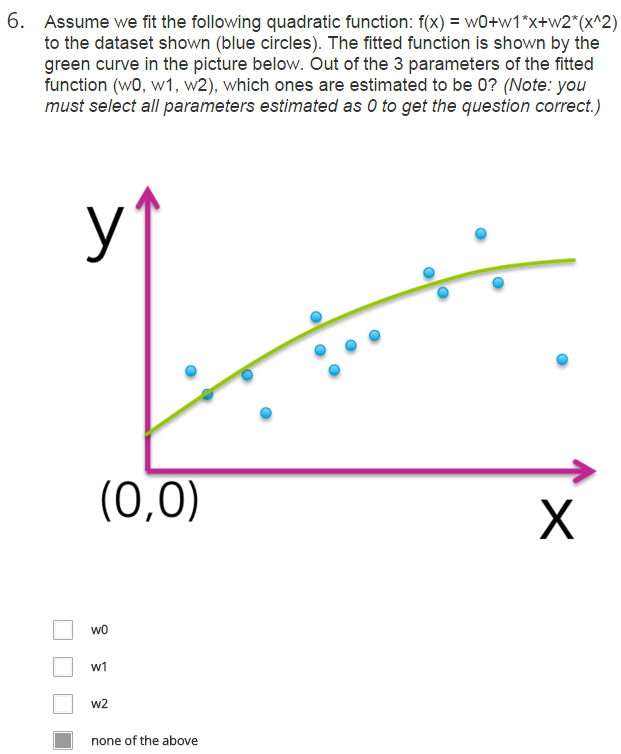 6. Assume we fit the following quadratic function: f(x) = w0+w1*x+w2*(x^2)
to the dataset shown (blue circles). The fitted function is shown by the
green curve in the picture below. Out of the 3 parameters of the fitted
function (w0, w1, w2), which ones are estimated to be 0? (Note: you
must select all parameters estimated as 0 to get the question correct.)
y
(0,0)
x
w0
w1
w2
none of the above